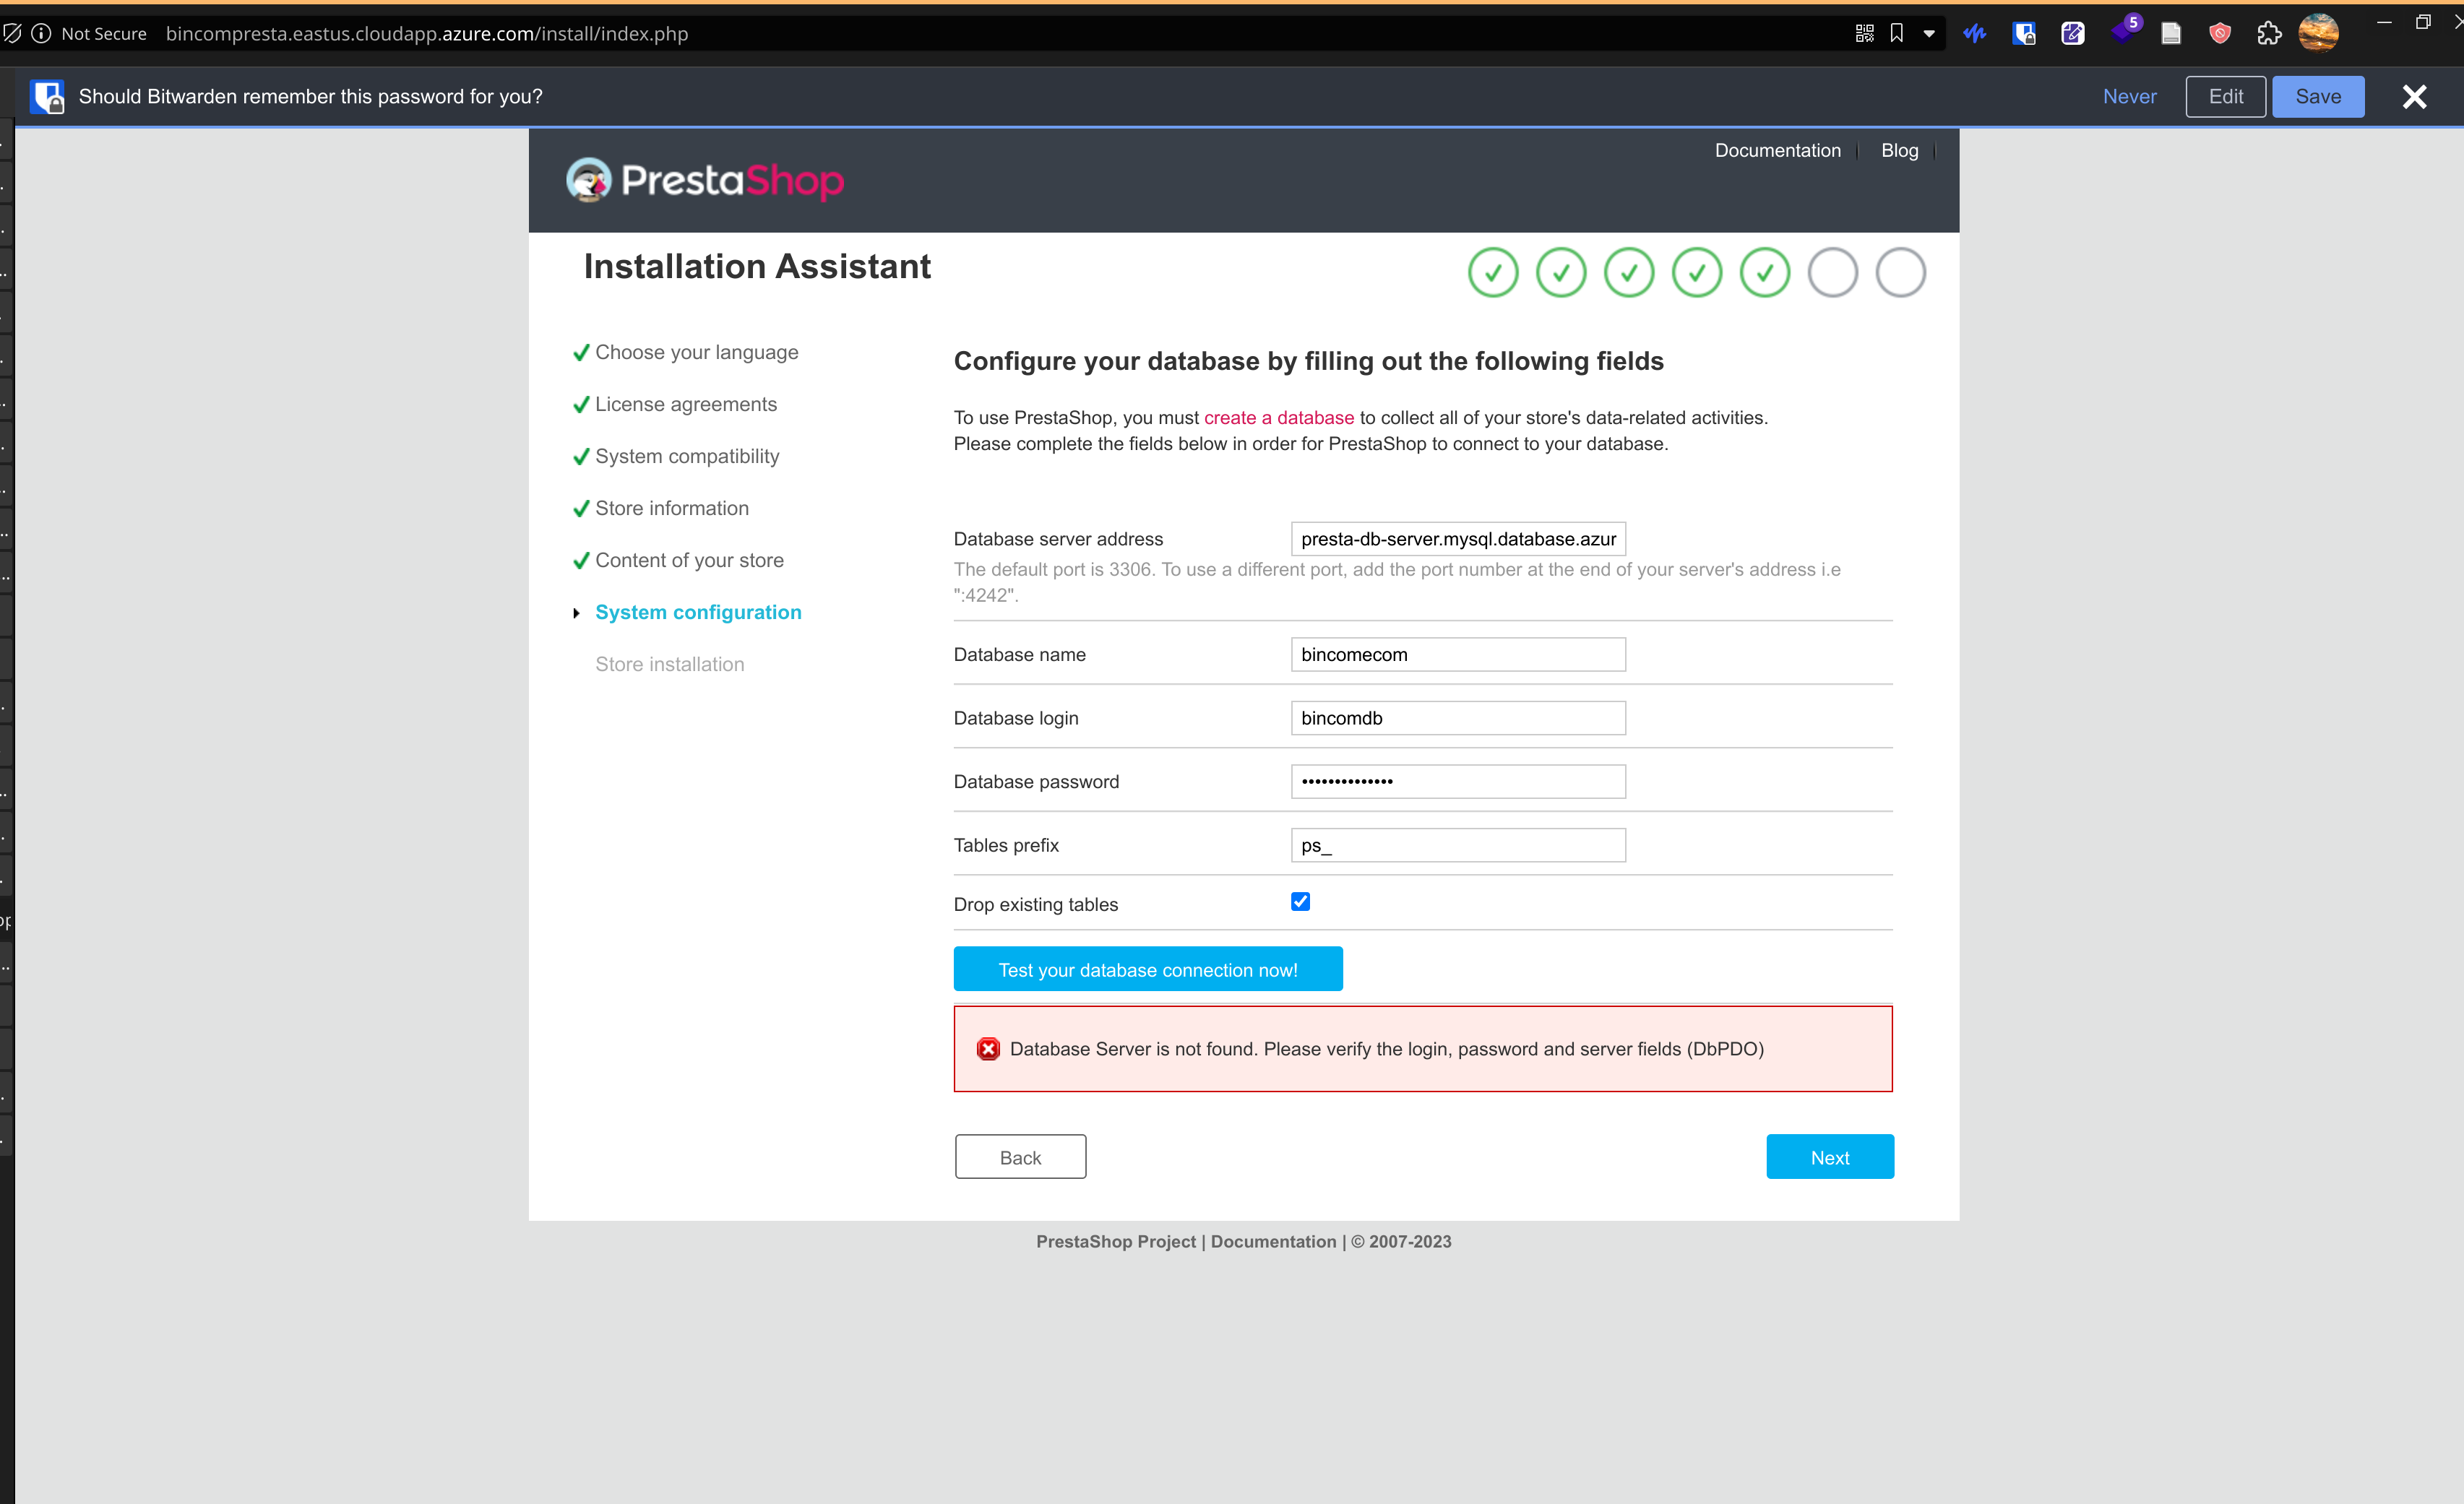 Not Secure bincompresta.eastus.cloudapp.azure.com/install/index.php
5
Should Bitwarden remember this password for you?
Never
Edit
Save
Documentation
Blog
PrestaShop
Installation Assistant
Choose your language
License agreements
System compatibility
Store information
Content of your store
System configuration
Store installation
Configure your database by filling out the following fields
To use PrestaShop, you must create a database to collect all of your store's data-related activities.
Please complete the fields below in order for PrestaShop to connect to your database.
Database server address presta-db-server.mysql.database.azur
The default port is 3306. To use a different port, add the port number at the end of your server's address i.e
":4242".
Database name bincomecom
Database login bincomdb
Database password ••••••••••••••
Tables prefix ps_
Drop existing tables
Test your database connection now!
Database Server is not found. Please verify the login, password and server fields (DbPDO)
Back
Next
PrestaShop Project | Documentation | © 2007-2023